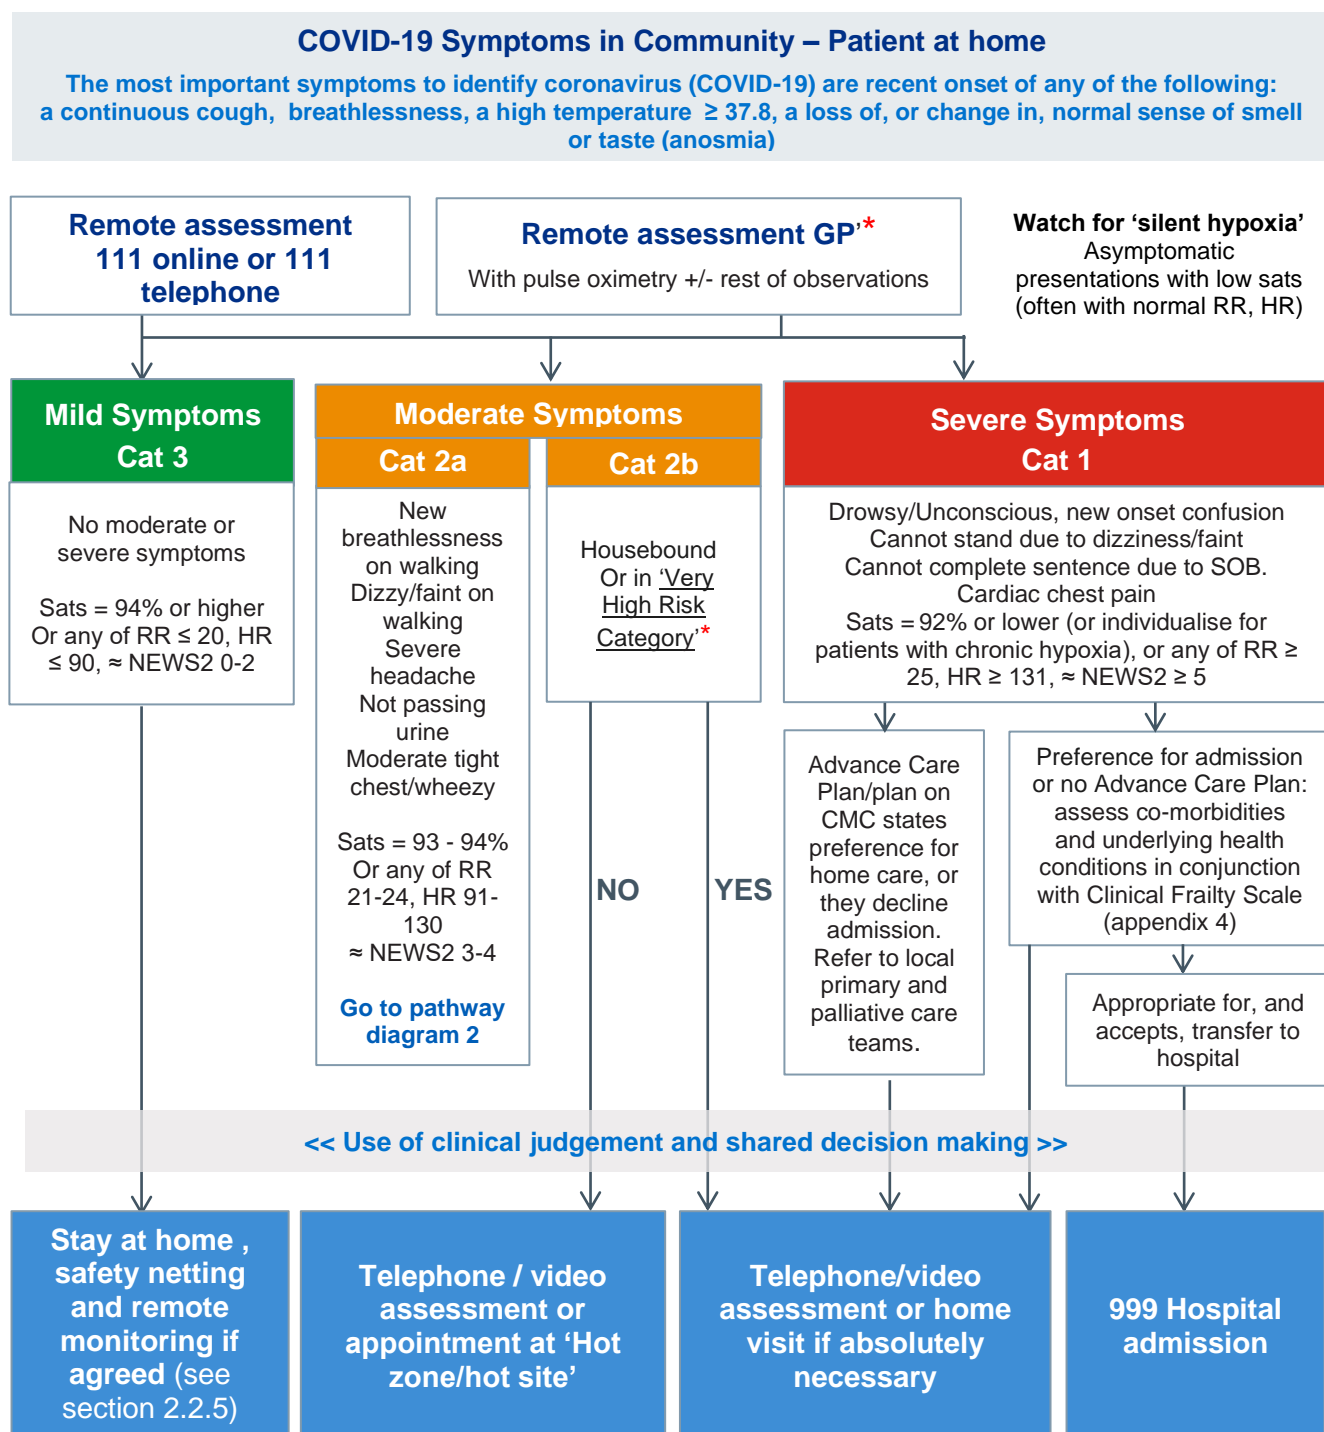 COVID-19 Symptoms in Community – Patient at home
The most important symptoms to identify coronavirus (COVID-19) are recent onset of any of the following:
a continuous cough,  breathlessness, a high temperature  ≥ 37.8, a loss of, or change in, normal sense of smell
or taste (anosmia)
Remote assessment
111 online or 111
telephone
Remote assessment GP’*
With pulse oximetry +/- rest of observations
Watch for ‘silent hypoxia’
Asymptomatic
presentations with low sats
(often with normal RR, HR)
Mild Symptoms
Cat 3
No moderate or
severe symptoms
Sats = 94% or higher
Or any of RR ≤ 20, HR
≤ 90, ≈ NEWS2 0-2
Moderate Symptoms
Cat 2a
New
breathlessness
on walking
Dizzy/faint on
walking
Severe
headache
Not passing
urine
Moderate tight
chest/wheezy
Sats = 93 - 94%
Or any of RR
21-24, HR 91-
130
≈ NEWS2 3-4
Go to pathway
diagram 2
Cat 2b
Housebound
Or in ‘Very
High Risk
Category’*
NO
YES
Severe Symptoms
Cat 1
Drowsy/Unconscious, new onset confusion
Cannot stand due to dizziness/faint
Cannot complete sentence due to SOB.
Cardiac chest pain
Sats = 92% or lower (or individualise for
patients with chronic hypoxia), or any of RR ≥
25, HR ≥ 131, ≈ NEWS2 ≥ 5
Advance Care
Plan/plan on
CMC states
preference for
home care, or
they decline
admission.
Refer to local
primary and
palliative care
teams.
Preference for admission
or no Advance Care Plan:
assess co-morbidities
and underlying health
conditions in conjunction
with Clinical Frailty Scale
(appendix 4)
Appropriate for, and
accepts, transfer to
hospital
<< Use of clinical judgement and shared decision making >>
Stay at home ,
safety netting
and remote
monitoring if
agreed (see
section 2.2.5)
Telephone / video
assessment or
appointment at ‘Hot
zone/hot site’
Telephone/video
assessment or home
visit if absolutely
necessary
999 Hospital
admission